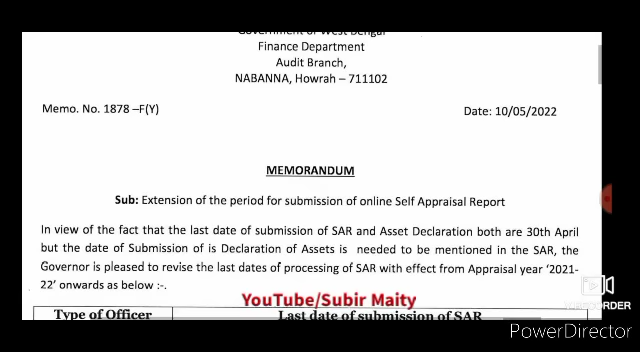 Government of West Bengal
Finance Department
Audit Branch,
NABANNA, Howrah – 711102
Memo. No. 1878 –F(Y)
Date: 10/05/2022
MEMORANDUM
Sub: Extension of the period for submission of online Self Appraisal Report
In view of the fact that the last date of submission of SAR and Asset Declaration both are 30th April
but the date of Submission of is Declaration of Assets is needed to be mentioned in the SAR, the
Governor is pleased to revise the last dates of processing of SAR with effect from Appraisal year '2021-
22' onwards as below :-.
YouTube/Subir Maity
Type of Officer
Last date of submission of SAR
PowerDirector